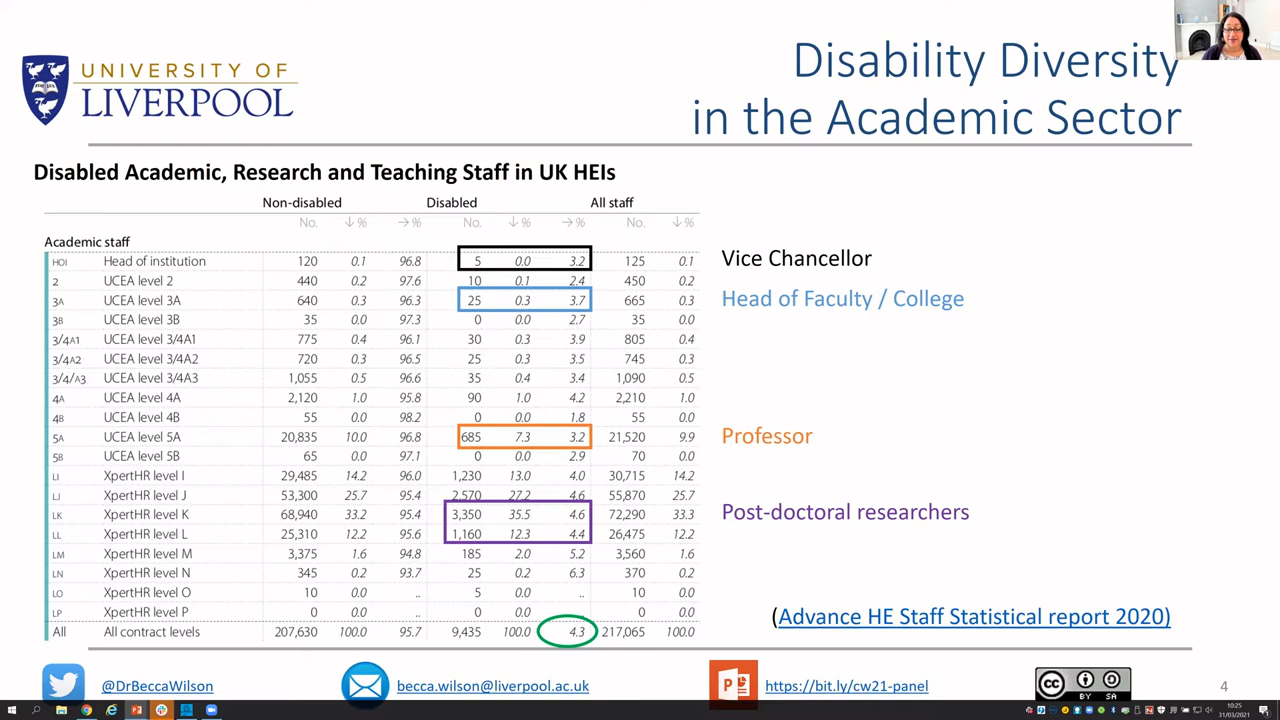 UNIVERSITY OF
LIVERPOOL
Disability Diversity
in the Academic Sector
Disabled Academic, Research and Teaching Staff in UK HEIs
Non-disabled Disabled All staff
No. ↓% →% No. ↓% →% No. ↓%
Academic staff
HOI Head of institution 120 0.1 96.8 5 0.0 3.2 125 0.1
2 UCEA level 2 440 0.2 97.6 10 0.1 2.4 450 0.2
3A UCEA level 3A 640 0.3 96.3 25 0.3 3.7 665 0.3
3B UCEA level 3B 35 0.0 97.3 0 0.0 2.7 35 0.0
3/4A1 UCEA level 3/4A1 775 0.4 96.1 30 0.3 3.9 805 0.4
3/4A2 UCEA level 3/4A2 720 0.3 96.5 25 0.3 3.5 745 0.3
3/4/A3 UCEA level 3/4A3 1,055 0.5 96.6 35 0.4 3.4 1,090 0.5
4A UCEA level 4A 2,120 1.0 95.8 90 1.0 4.2 2,210 1.0
4B UCEA level 4B 55 0.0 98.2 0 0.0 1.8 55 0.0
5A UCEA level 5A 20,835 10.0 96.8 685 7.3 3.2 21,520 9.9
5B UCEA level 5B 65 0.0 97.1 0 0.0 2.9 70 0.0
LI XpertHR level I 29,485 14.2 96.0 1,230 13.0 4.0 30,715 14.2
LJ XpertHR level J 53,300 25.7 95.4 2,570 27.2 4.6 55,870 25.7
LK XpertHR level K 68,940 33.2 95.4 3,350 35.5 4.6 72,290 33.3
LL XpertHR level L 25,310 12.2 95.6 1,160 12.3 4.4 26,475 12.2
LM XpertHR level M 3,375 1.6 94.8 185 2.0 5.2 3,560 1.6
LN XpertHR level N 345 0.2 93.7 25 0.2 6.3 370 0.2
LO XpertHR level O 10 0.0 .. 5 0.0 .. 10 0.0
LP XpertHR level P 0 0.0 .. 0 0.0 .. 0 0.0
All All contract levels 207,630 100.0 95.7 9,435 100.0 4.3 217,065 100.0
Vice Chancellor
Head of Faculty / College
Professor
Post-doctoral researchers
(Advance HE Staff Statistical report 2020)
@DrBeccaWilson
becca.wilson@liverpool.ac.uk
https://bit.ly/cw21-panel
cc BY SA
4
10:25
31/03/2021